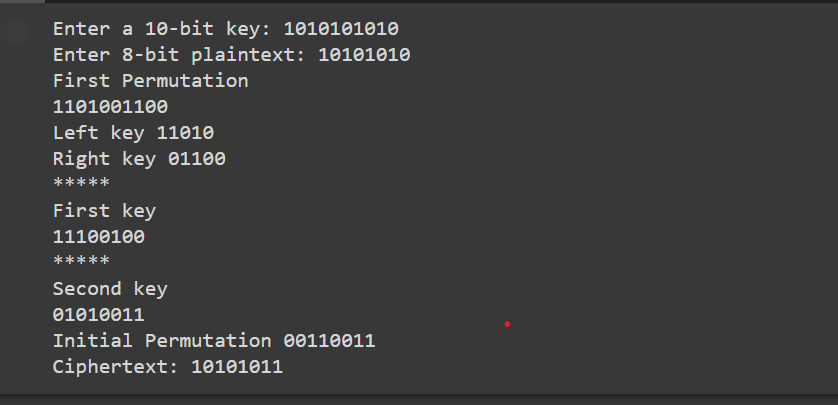 Enter a 10-bit key: 1010101010
Enter 8-bit plaintext: 10101010
First Permutation
1101001100
Left key 11010
Right key 01100
*****
First key
11100100
*****
Second key
01010011
Initial Permutation 00110011
Ciphertext: 10101011